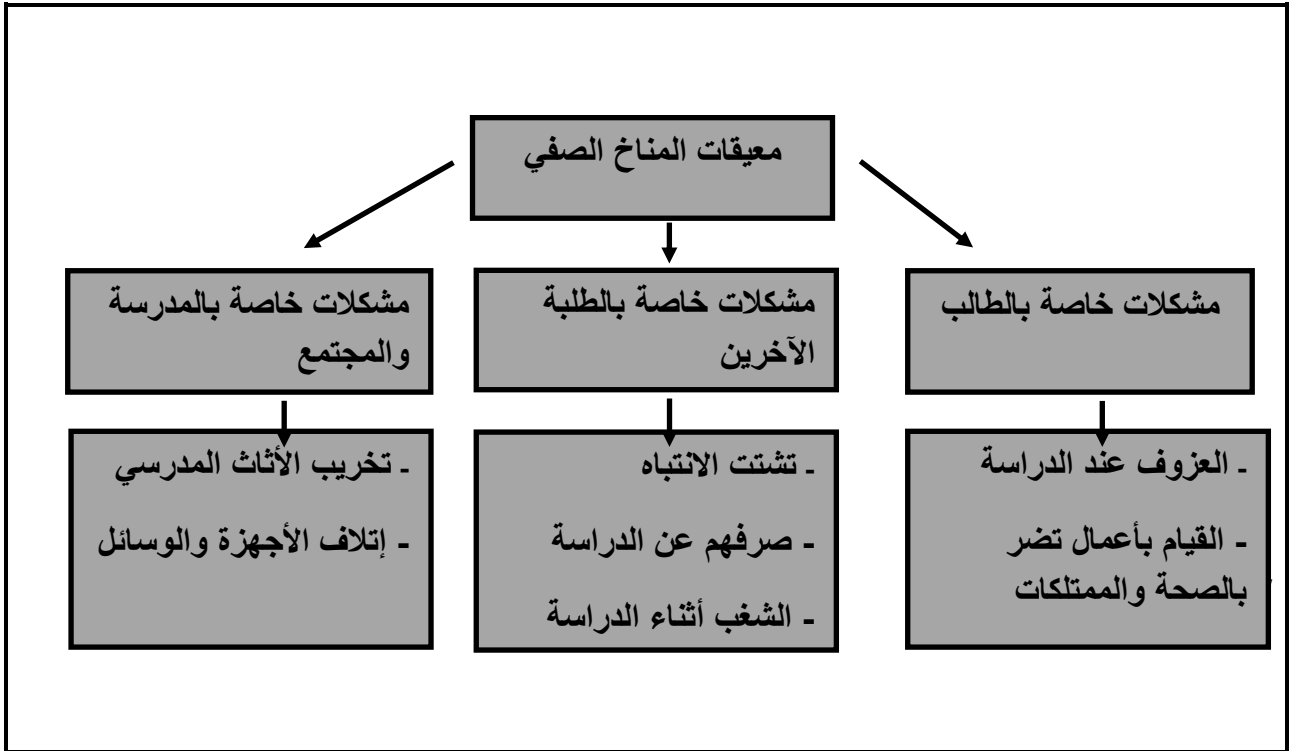 معيقات المناخ الصفي
مشكلات خاصة بالطالب
مشكلات خاصة بالطلبة
الآخرين
مشكلات خاصة بالمدرسة
والمجتمع
- العزوف عند الدراسة
- القيام بأعمال تضر
بالصحة والممتلكات
- تشتت الانتباه
- صرفهم عن الدراسة
- الشغب أثناء الدراسة
- تخريب الأثاث المدرسي
- إتلاف الأجهزة والوسائل